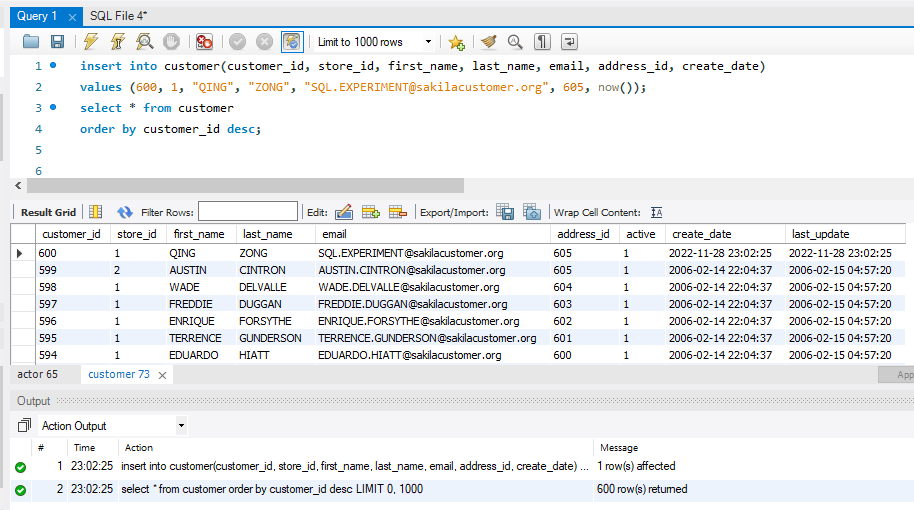 Query 1 SQL File 4*
Limit to 1000 rows
1 insert into customer(customer_id, store_id, first_name, last_name, email, address_id, create_date)
2 values (600, 1, "QING", "ZONG", "SQL.EXPERIMENT@sakilacustomer.org", 605, now());
3 select * from customer
4 order by customer_id desc;
5
6
Result Grid Filter Rows: Edit: Export/Import: Wrap Cell Content:
customer_id store_id first_name last_name email address_id active create_date last_update
600 1 QING ZONG SQL.EXPERIMENT@sakilacustomer.org 605 1 2022-11-28 23:02:25 2022-11-28 23:02:25
599 2 AUSTIN CINTRON AUSTIN.CINTRON@sakilacustomer.org 605 1 2006-02-14 22:04:37 2006-02-15 04:57:20
598 1 WADE DELVALLE WADE.DELVALLE@sakilacustomer.org 604 1 2006-02-14 22:04:37 2006-02-15 04:57:20
597 1 FREDDIE DUGGAN FREDDIE.DUGGAN@sakilacustomer.org 603 1 2006-02-14 22:04:37 2006-02-15 04:57:20
596 1 ENRIQUE FORSYTHE ENRIQUE.FORSYTHE@sakilacustomer.org 602 1 2006-02-14 22:04:37 2006-02-15 04:57:20
595 1 TERRENCE GUNDERSON TERRENCE.GUNDERSON@sakilacustomer.org 601 1 2006-02-14 22:04:37 2006-02-15 04:57:20
594 1 EDUARDO HIATT EDUARDO.HIATT@sakilacustomer.org 600 1 2006-02-14 22:04:37 2006-02-15 04:57:20
actor 65 customer 73 App
Output
Action Output
# Time Action Message
1 23:02:25 insert into customer(customer_id, store_id, first_name, last_name, email, address_id, create_date) ... 1 row(s) affected
2 23:02:25 select * from customer order by customer_id desc LIMIT 0, 1000 600 row(s) returned